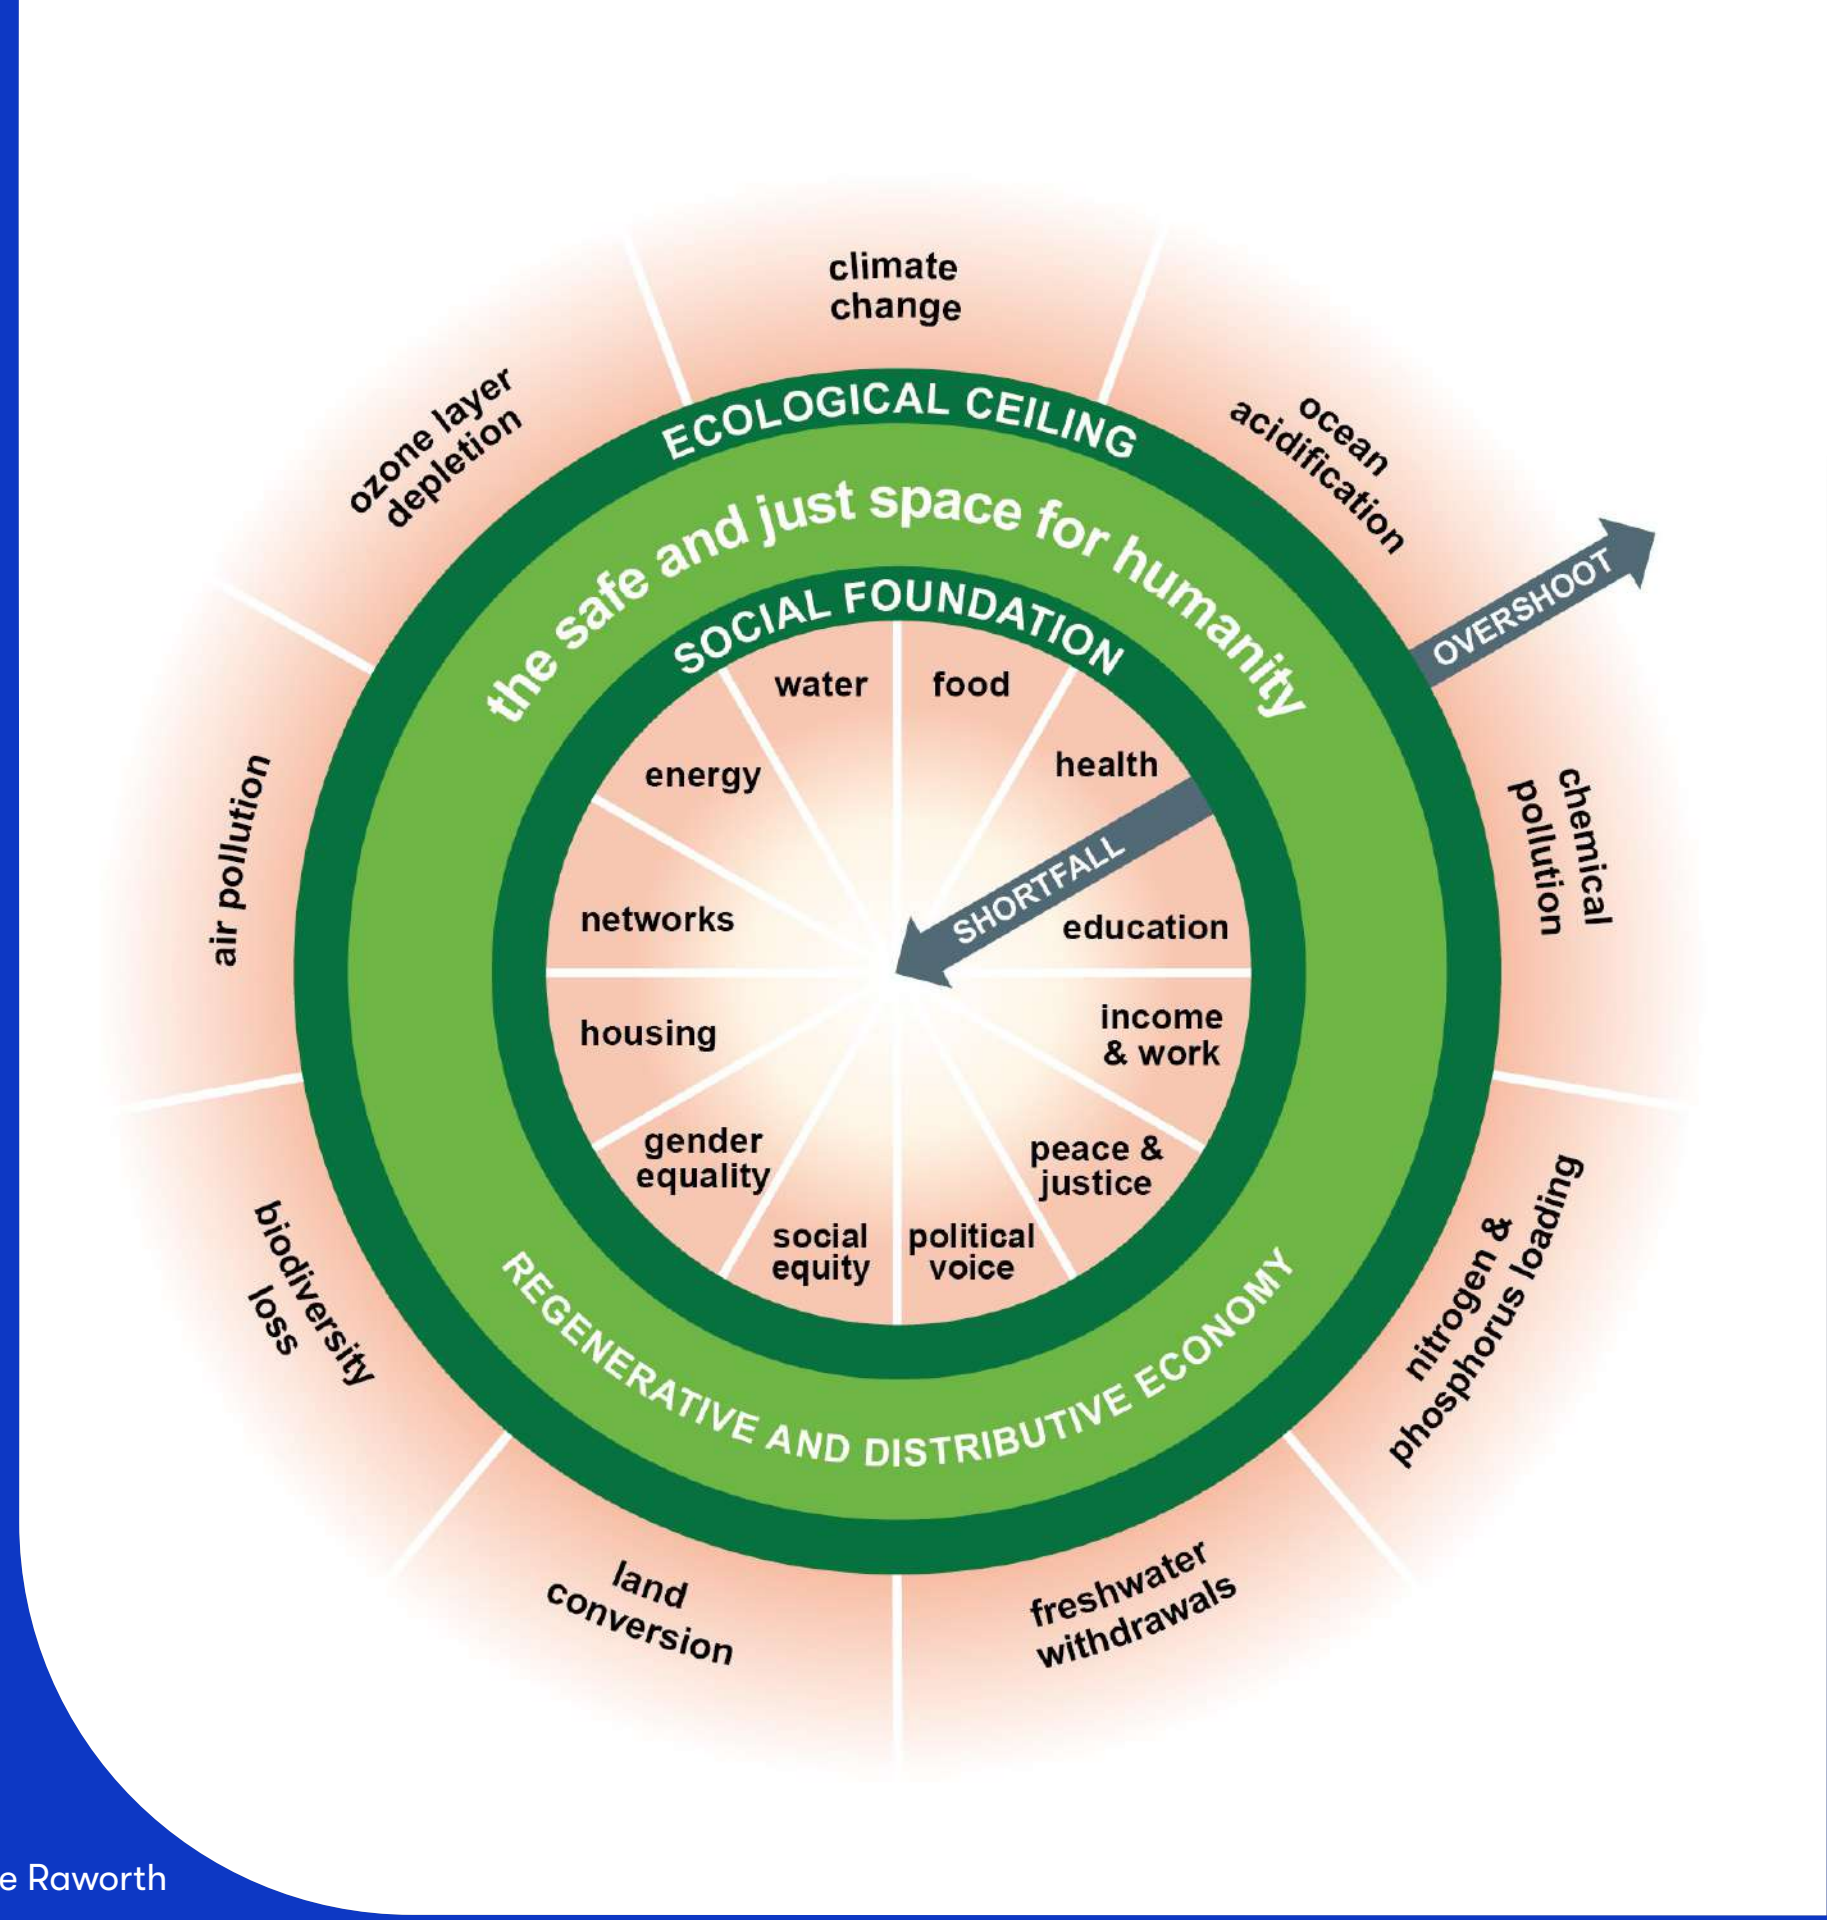 climate
change
ocean
acidification
chemical
pollution
nitrogen &
phosphorus loading
freshwater
withdrawals
land
conversion
biodiversity
loss
air pollution
ozone layer
depletion
OVERSHOOT
ECOLOGICAL CEILING
the safe and just space for humanity
SOCIAL FOUNDATION
water
food
health
SHORTFALL
education
income
& work
peace &
justice
political
voice
social
equity
gender
equality
housing
networks
energy
REGENERATIVE AND DISTRIBUTIVE ECONOMY
e Raworth